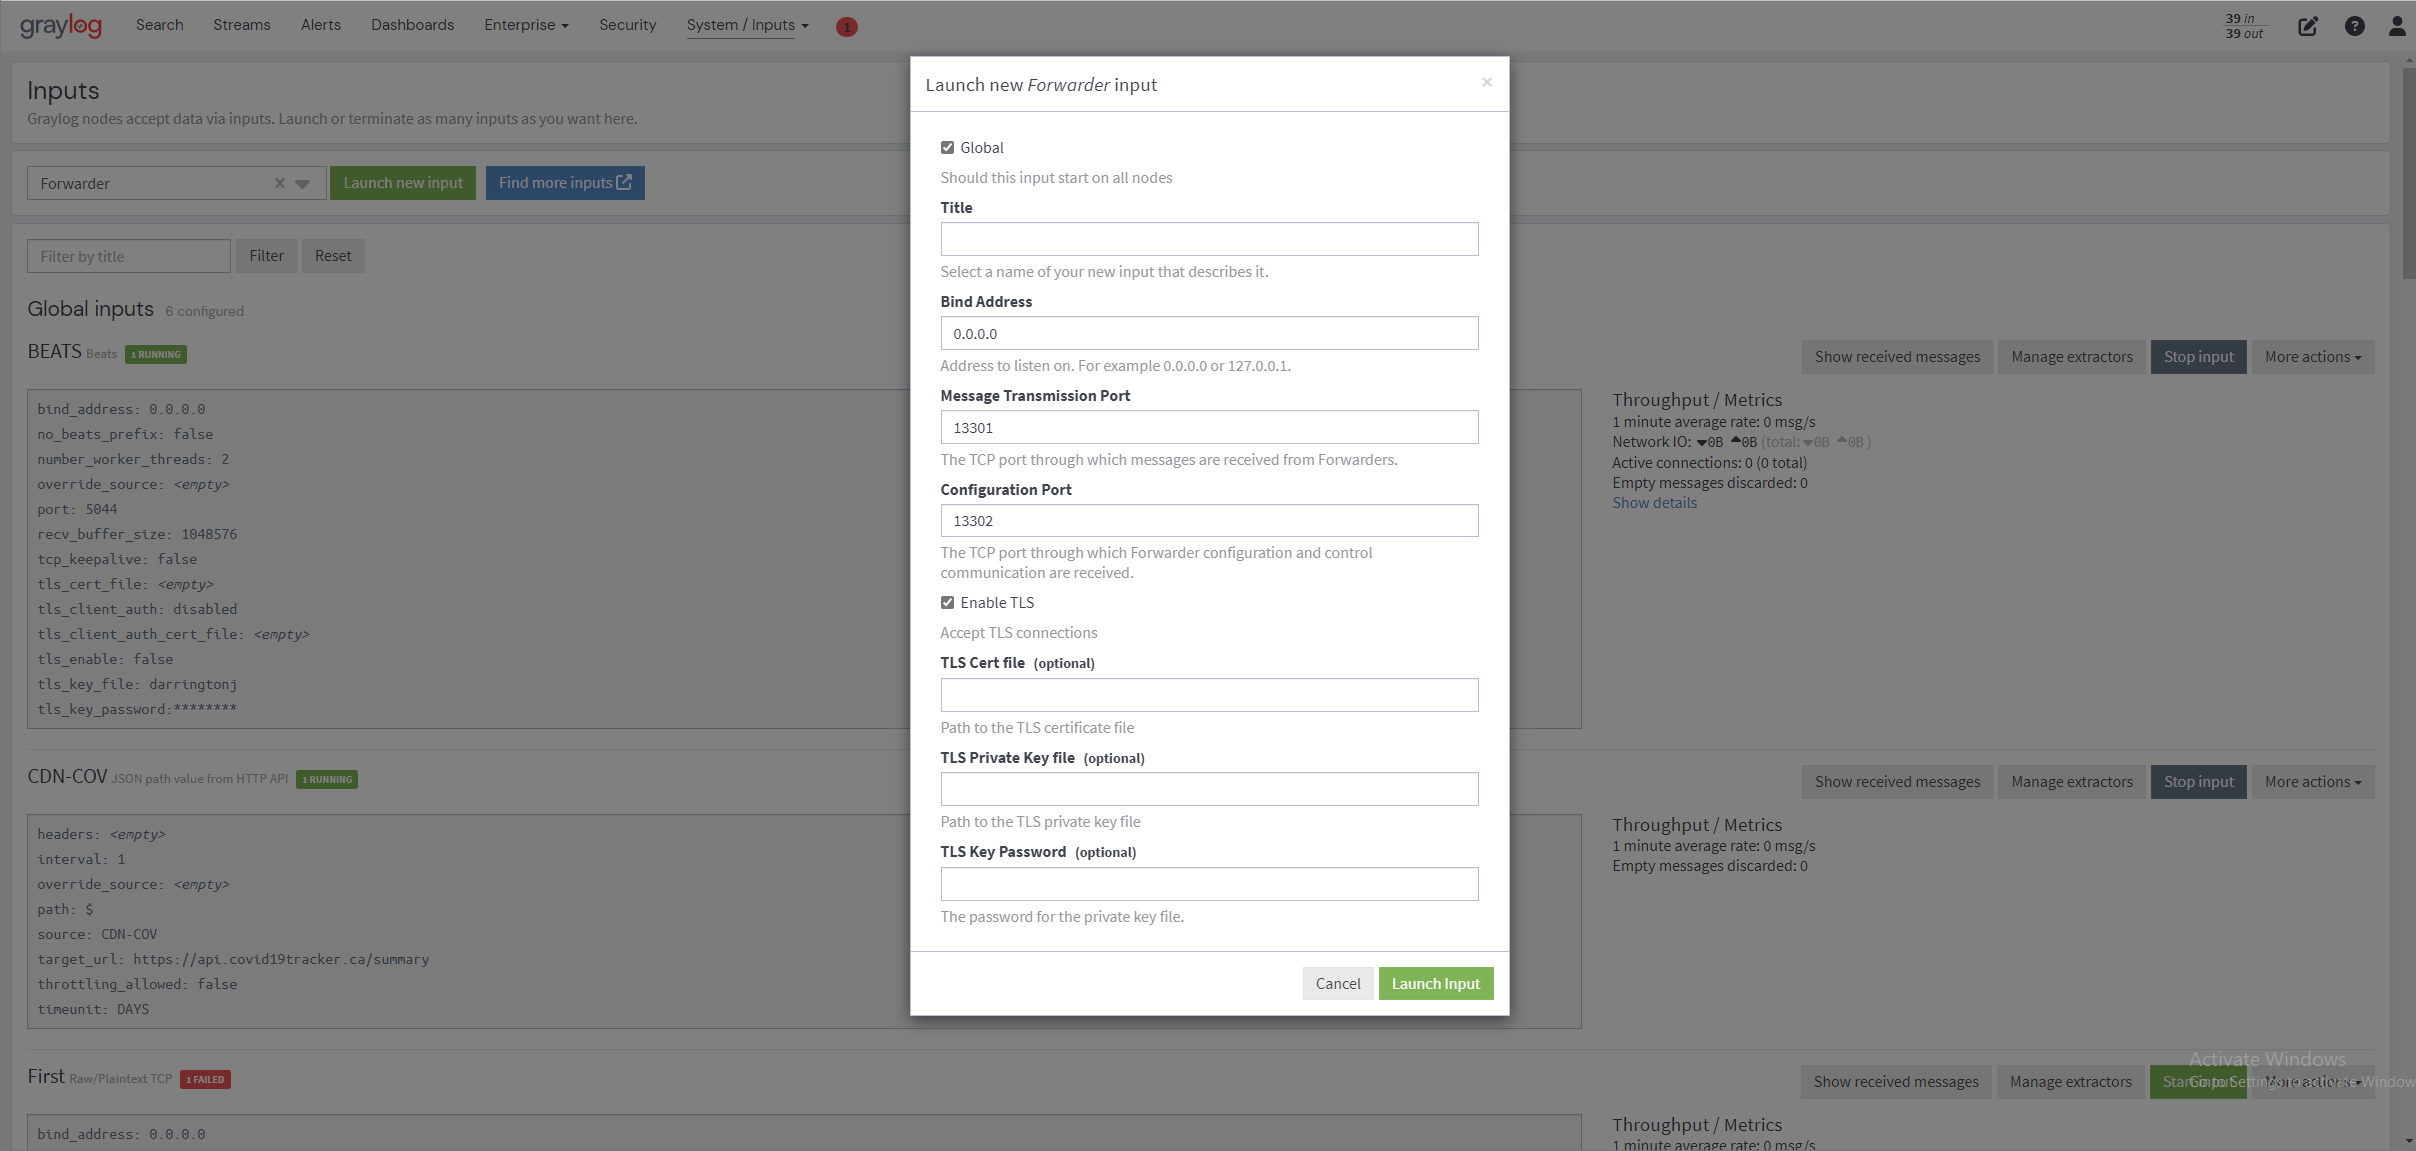 graylog
Search Streams Alerts Dashboards Enterprise Security System / Inputs 1
39 in
39 out
Inputs
Graylog nodes accept data via inputs. Launch or terminate as many inputs as you want here.
Forwarder Launch new input Find more inputs
Filter by title Filter Reset
Global inputs 6 configured
BEATS Beats 1 RUNNING
Show received messages Manage extractors Stop input More actions
bind_address: 0.0.0.0
no_beats_prefix: false
number_worker_threads: 2
override_source: <empty>
port: 5044
recv_buffer_size: 1048576
tcp_keepalive: false
tls_cert_file: <empty>
tls_client_auth: disabled
tls_client_auth_cert_file: <empty>
tls_enable: false
tls_key_file: darringtonj
tls_key_password:********
Throughput / Metrics
1 minute average rate: 0 msg/s
Network IO: 0B 0B (total: 0B 0B )
Active connections: 0 (0 total)
Empty messages discarded: 0
Show details
CDN-COV JSON path value from HTTP API 1 RUNNING
Show received messages Manage extractors Stop input More actions
headers: <empty>
interval: 1
override_source: <empty>
path: $
source: CDN-COV
target_url: https://api.covid19tracker.ca/summary
throttling_allowed: false
timeunit: DAYS
Throughput / Metrics
1 minute average rate: 0 msg/s
Empty messages discarded: 0
First Raw/Plaintext TCP 1 FAILED
Show received messages Manage extractors Start input More actions
bind_address: 0.0.0.0
Throughput / Metrics
1 minute average rate: 0 msg/s
Launch new Forwarder input ×
Global
Should this input start on all nodes
Title
Select a name of your new input that describes it.
Bind Address
0.0.0.0
Address to listen on. For example 0.0.0.0 or 127.0.0.1.
Message Transmission Port
13301
The TCP port through which messages are received from Forwarders.
Configuration Port
13302
The TCP port through which Forwarder configuration and control
communication are received.
Enable TLS
Accept TLS connections
TLS Cert file (optional)
Path to the TLS certificate file
TLS Private Key file (optional)
Path to the TLS private key file
TLS Key Password (optional)
The password for the private key file.
Cancel Launch Input
Activate Windows
Go to Settings to activate Window